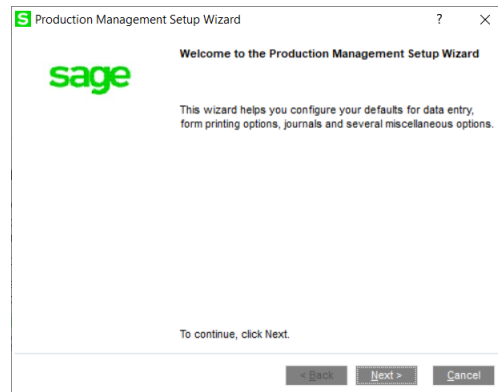 S Production Management Setup Wizard ? ×
sage
Welcome to the Production Management Setup Wizard
This wizard helps you configure your defaults for data entry,
form printing options, journals and several miscellaneous options.
To continue, click Next.
< Back Next > Cancel